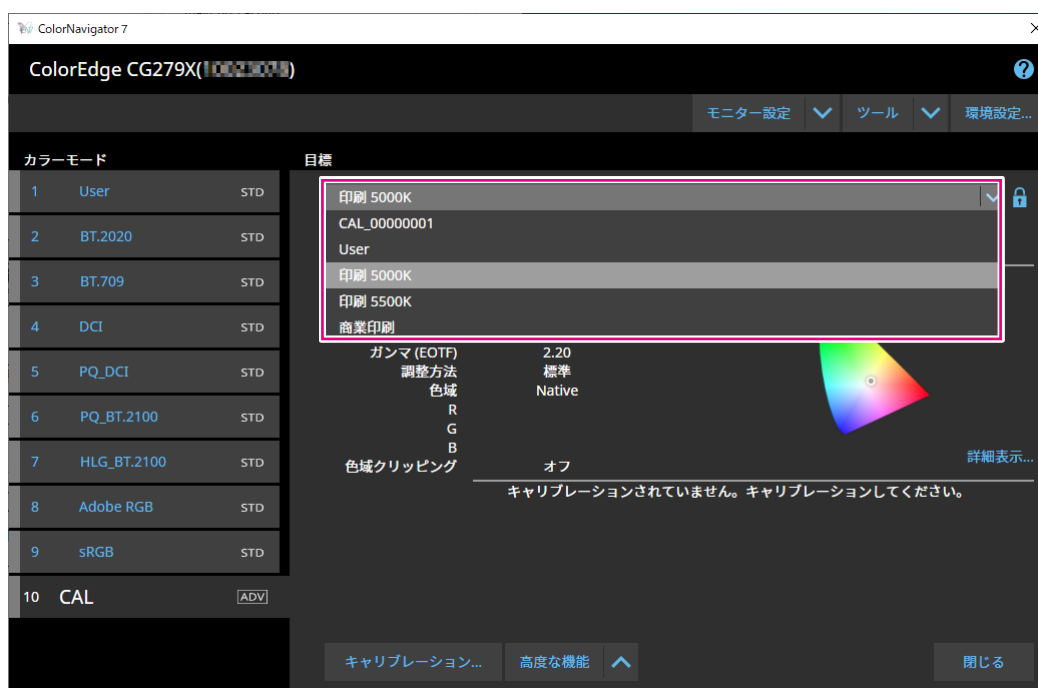 ColorNavigator 7
ColorEdge CG279X(
)
モニター設定 ツール 環境設定...
カラーモード
目標
1 User STD
2 BT.2020 STD
3 BT.709 STD
4 DCI STD
5 PQ_DCI STD
6 PQ_BT.2100 STD
7 HLG_BT.2100 STD
8 Adobe RGB STD
9 sRGB STD
10 CAL ADV
印刷 5000K
CAL_00000001
User
印刷 5000K
印刷 5500K
商業印刷
ガンマ (EOTF) 2.20
調整方法 標準
色域 Native
R
G
B
色域クリッピング オフ
詳細表示...
キャリブレーションされていません。キャリブレーションしてください。
キャリブレーション... 高度な機能 閉じる